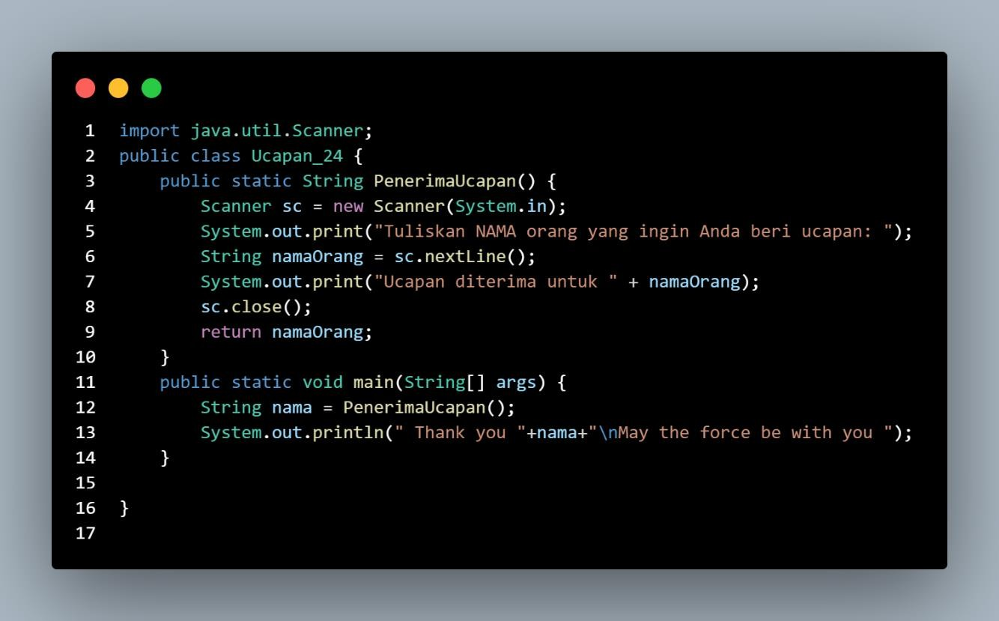 1 import java.util.Scanner;
2 public class Ucapan_24 {
3     public static String PenerimaUcapan() {
4         Scanner sc = new Scanner(System.in);
5         System.out.print("Tuliskan NAMA orang yang ingin Anda beri ucapan: ");
6         String namaOrang = sc.nextLine();
7         System.out.print("Ucapan diterima untuk " + namaOrang);
8         sc.close();
9         return namaOrang;
10     }
11     public static void main(String[] args) {
12         String nama = PenerimaUcapan();
13         System.out.println(" Thank you "+nama+"\nMay the force be with you ");
14     }
15
16 }
17